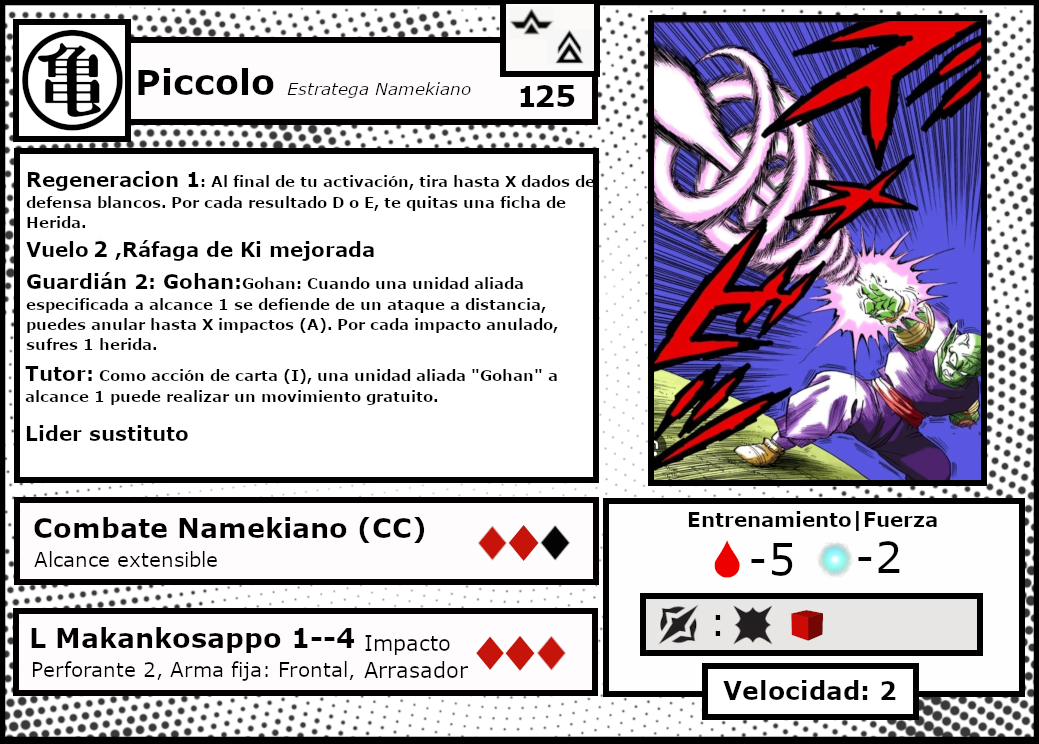 亀
Piccolo Estratega Namekiano
125
Regeneracion 1: Al final de tu activación, tira hasta X dados de
defensa blancos. Por cada resultado D o E, te quitas una ficha de
Herida.
Vuelo 2 ,Ráfaga de Ki mejorada
Guardián 2: Gohan:Gohan: Cuando una unidad aliada
especificada a alcance 1 se defiende de un ataque a distancia,
puedes anular hasta X impactos (A). Por cada impacto anulado,
sufres 1 herida.
Tutor: Como acción de carta (I), una unidad aliada "Gohan" a
alcance 1 puede realizar un movimiento gratuito.
Lider sustituto
Combate Namekiano (CC)
Alcance extensible
L Makankosappo 1--4 Impacto
Perforante 2, Arma fija: Frontal, Arrasador
Entrenamiento|Fuerza
-5 -2
:
Velocidad: 2